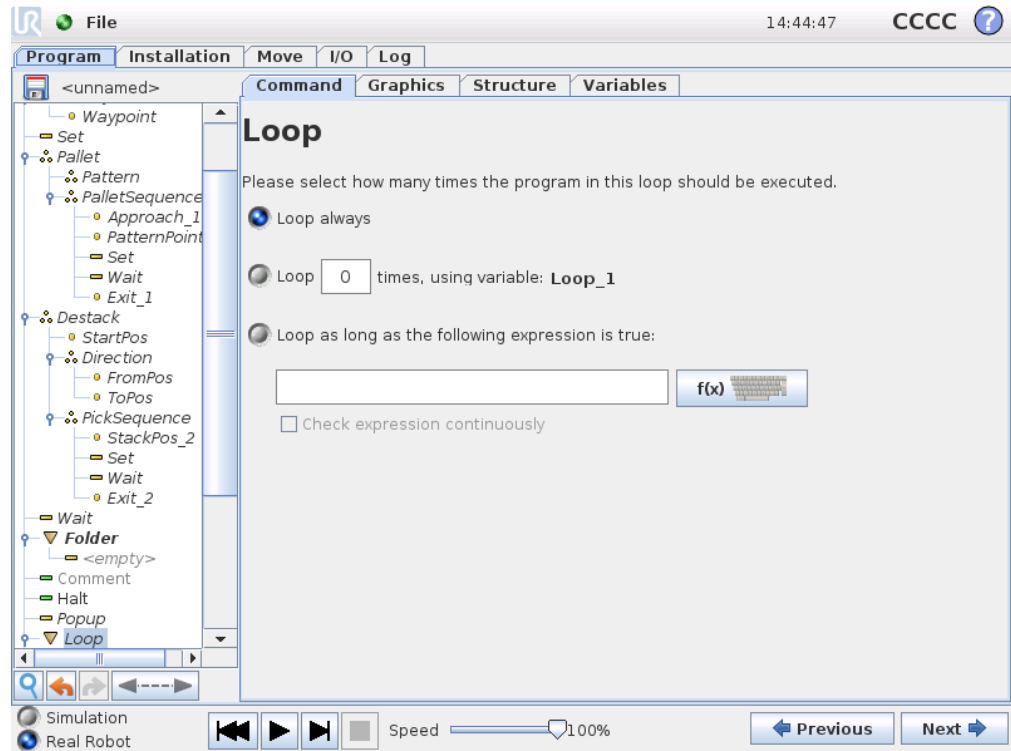 UR File 14:44:47 CCCC ?
Program Installation Move I/O Log
<unnamed>
Command Graphics Structure Variables
Waypoint
Set
Pallet
Pattern
PalletSequence
Approach_1
PatternPoint
Set
Wait
Exit_1
Destack
StartPos
Direction
FromPos
ToPos
PickSequence
StackPos_2
Set
Wait
Exit_2
Wait
Folder
<empty>
Comment
Halt
Popup
Loop
Loop
Please select how many times the program in this loop should be executed.
Loop always
Loop 0 times, using variable: Loop_1
Loop as long as the following expression is true:
f(x)
Check expression continuously
Simulation
Real Robot
Speed 100%
Previous Next